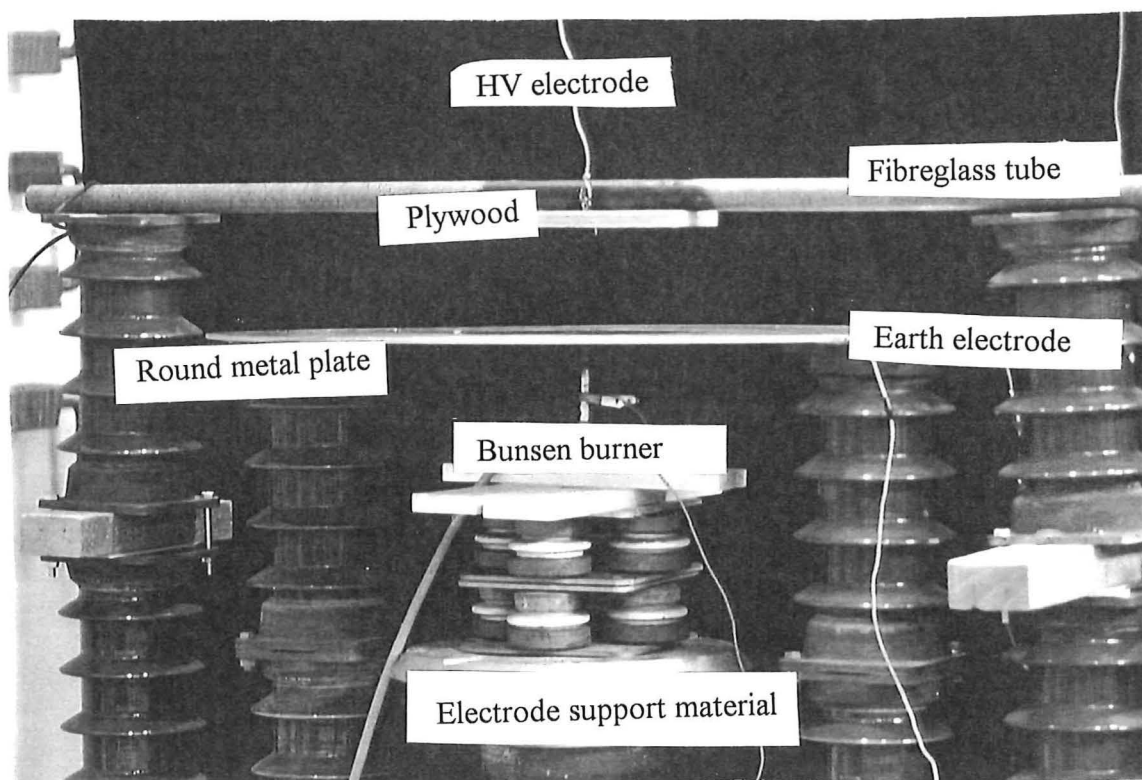 HV electrode
Fibreglass tube
Plywood
Earth electrode
Round metal plate
Bunsen burner
Electrode support material